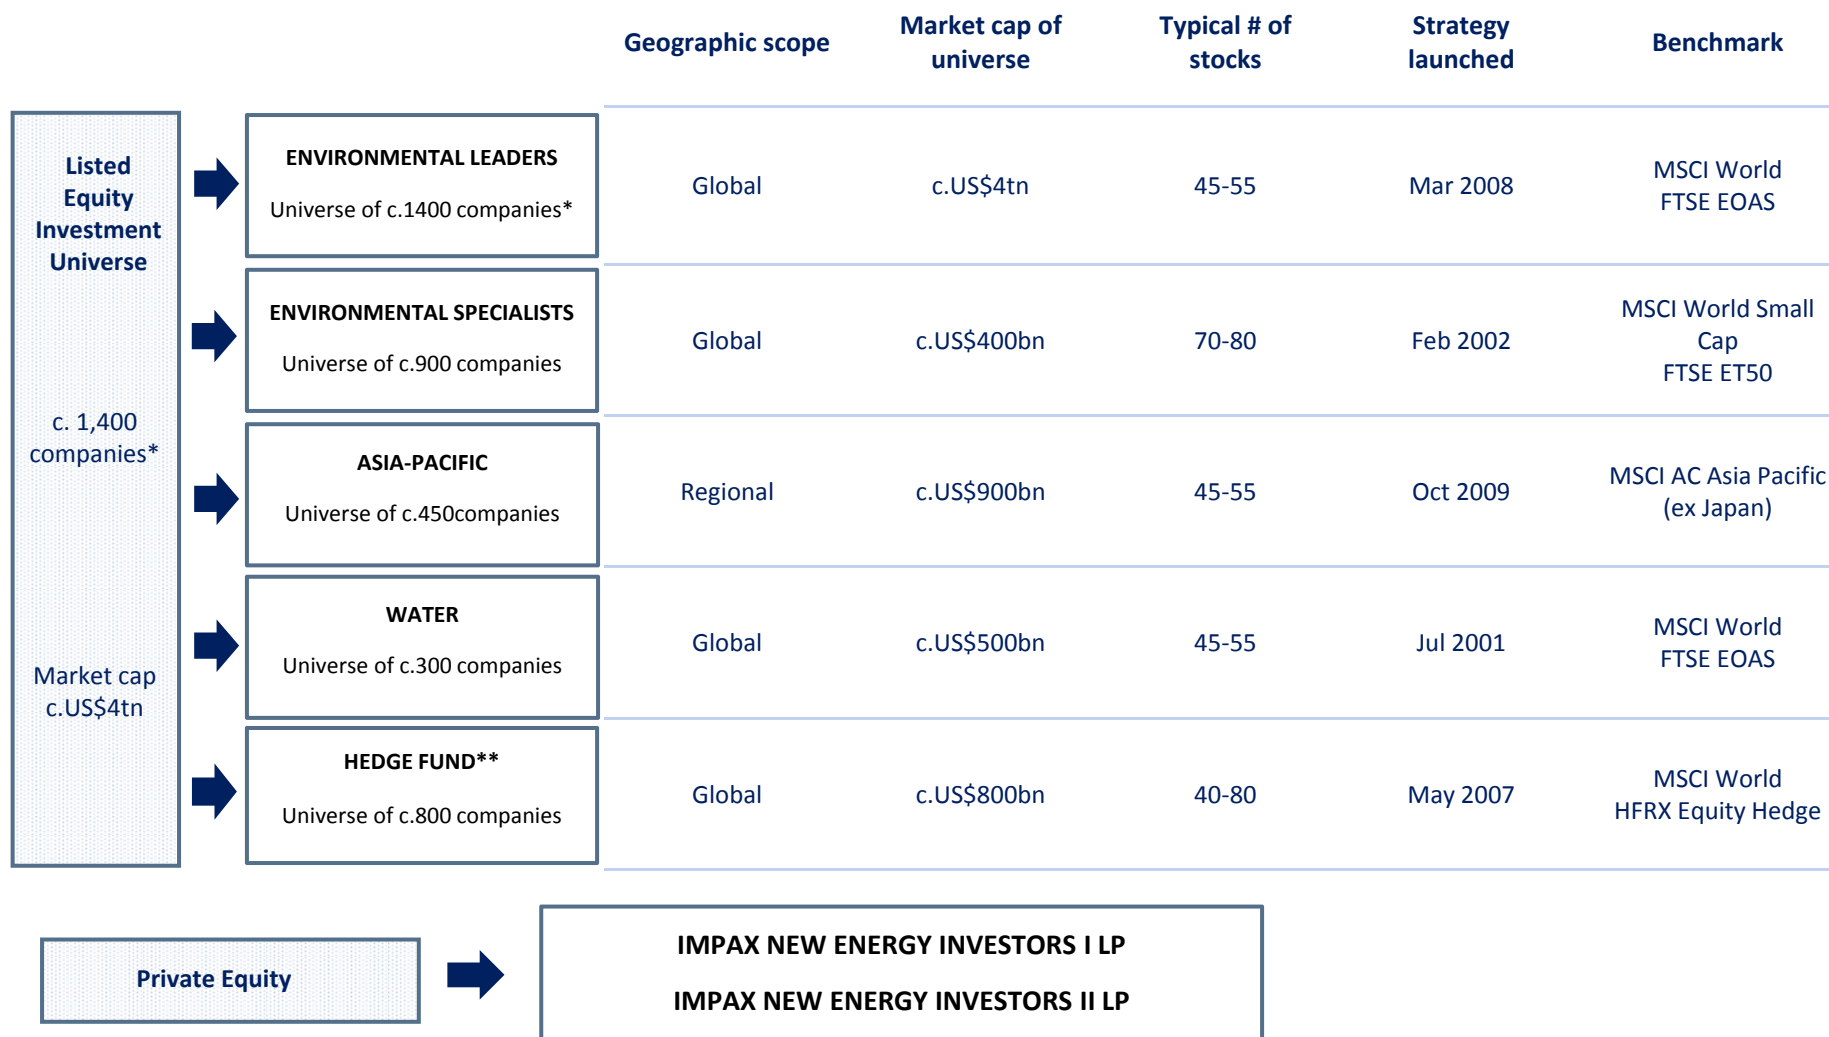 Geographic scope
Market cap of
universe
Typical # of
stocks
Strategy
launched
Benchmark
Listed
Equity
Investment
Universe
c. 1,400
companies*
Market cap
c.US$4tn
ENVIRONMENTAL LEADERS
Universe of c.1400 companies*
Global
c.US$4tn
45-55
Mar 2008
MSCI World
FTSE EOAS
ENVIRONMENTAL SPECIALISTS
Universe of c.900 companies
Global
c.US$400bn
70-80
Feb 2002
MSCI World Small
Cap
FTSE ET50
ASIA-PACIFIC
Universe of c.450companies
Regional
c.US$900bn
45-55
Oct 2009
MSCI AC Asia Pacific
(ex Japan)
WATER
Universe of c.300 companies
Global
c.US$500bn
45-55
Jul 2001
MSCI World
FTSE EOAS
HEDGE FUND**
Universe of c.800 companies
Global
c.US$800bn
40-80
May 2007
MSCI World
HFRX Equity Hedge
Private Equity
IMPAX NEW ENERGY INVESTORS I LP
IMPAX NEW ENERGY INVESTORS II LP